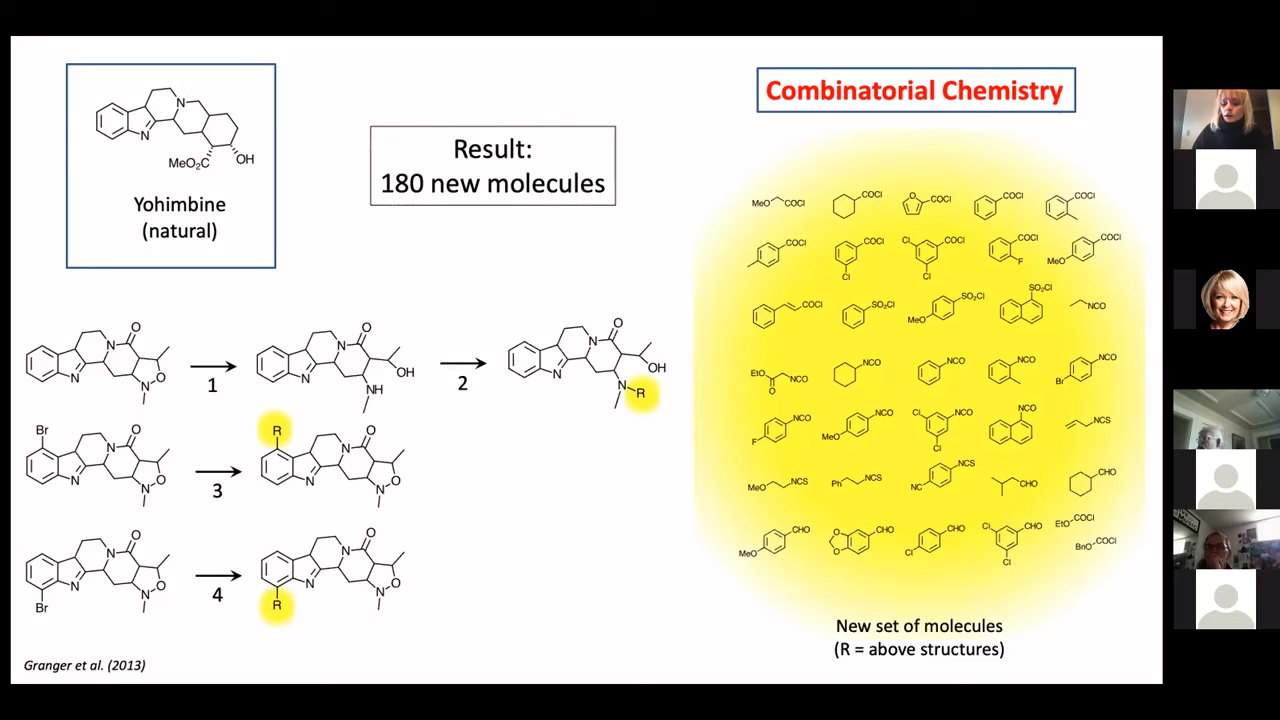 Combinatorial Chemistry
N
N
MeO₂C
OH
Yohimbine
(natural)
Result:
180 new molecules
MeO COCl
COCl
O COCl
COCl
COCl
COCl
COCl
Cl
Cl COCl
Cl
COCl
F
COCl
MeO
COCl
SO₂Cl
SO₂Cl
MeO
SO₂Cl
NCO
EtO NCO
O
NCO
NCO
NCO
NCO
Br
NCO
F
NCO
MeO
Cl NCO
Cl
NCO
NCS
MeO NCS
Ph NCS
NCS
NC
CHO
CHO
CHO
MeO
O CHO
O
CHO
Cl
Cl CHO
Cl
EtO COCl
BnO COCl
O
N
N
O
N
1
O
N
N
OH
NH
2
O
N
N
OH
N
R
Br
O
N
N
O
N
3
R
O
N
N
O
N
O
N
N
O
N
Br
4
O
N
N
O
N
R
New set of molecules
(R = above structures)
Granger et al. (2013)